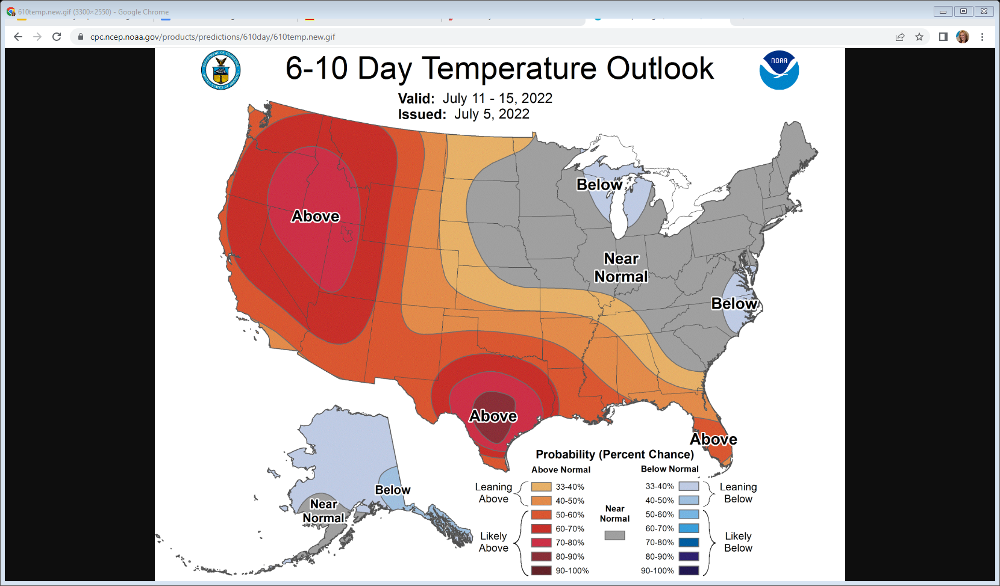 610temp.new.gif (3300×2550) - Google Chrome
cpc.ncep.noaa.gov/products/predictions/610day/610temp.new.gif
6-10 Day Temperature Outlook
NOAA
Valid: July 11 - 15, 2022
Issued: July 5, 2022
Below
Above
Near
Normal
Below
Above
Above
Below
Near
Normal
Probability (Percent Chance)
Above Normal
Below Normal
Leaning
Above
33-40%
40-50%
Likely
Above
50-60%
60-70%
70-80%
80-90%
90-100%
Near
Normal
33-40%
40-50%
Leaning
Below
50-60%
60-70%
70-80%
80-90%
90-100%
Likely
Below